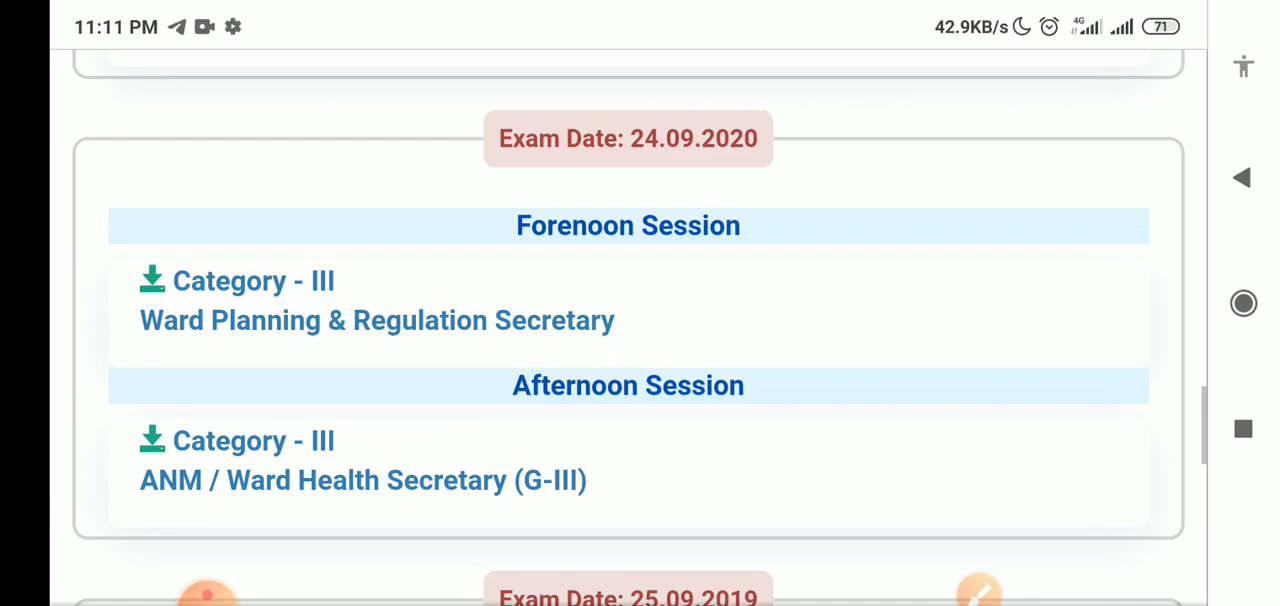 11:11 PM
42.9KB/s 4G 71
Exam Date: 24.09.2020
Forenoon Session
Category - III
Ward Planning & Regulation Secretary
Afternoon Session
Category - III
ANM / Ward Health Secretary (G-III)
Exam Date: 25.09.2019